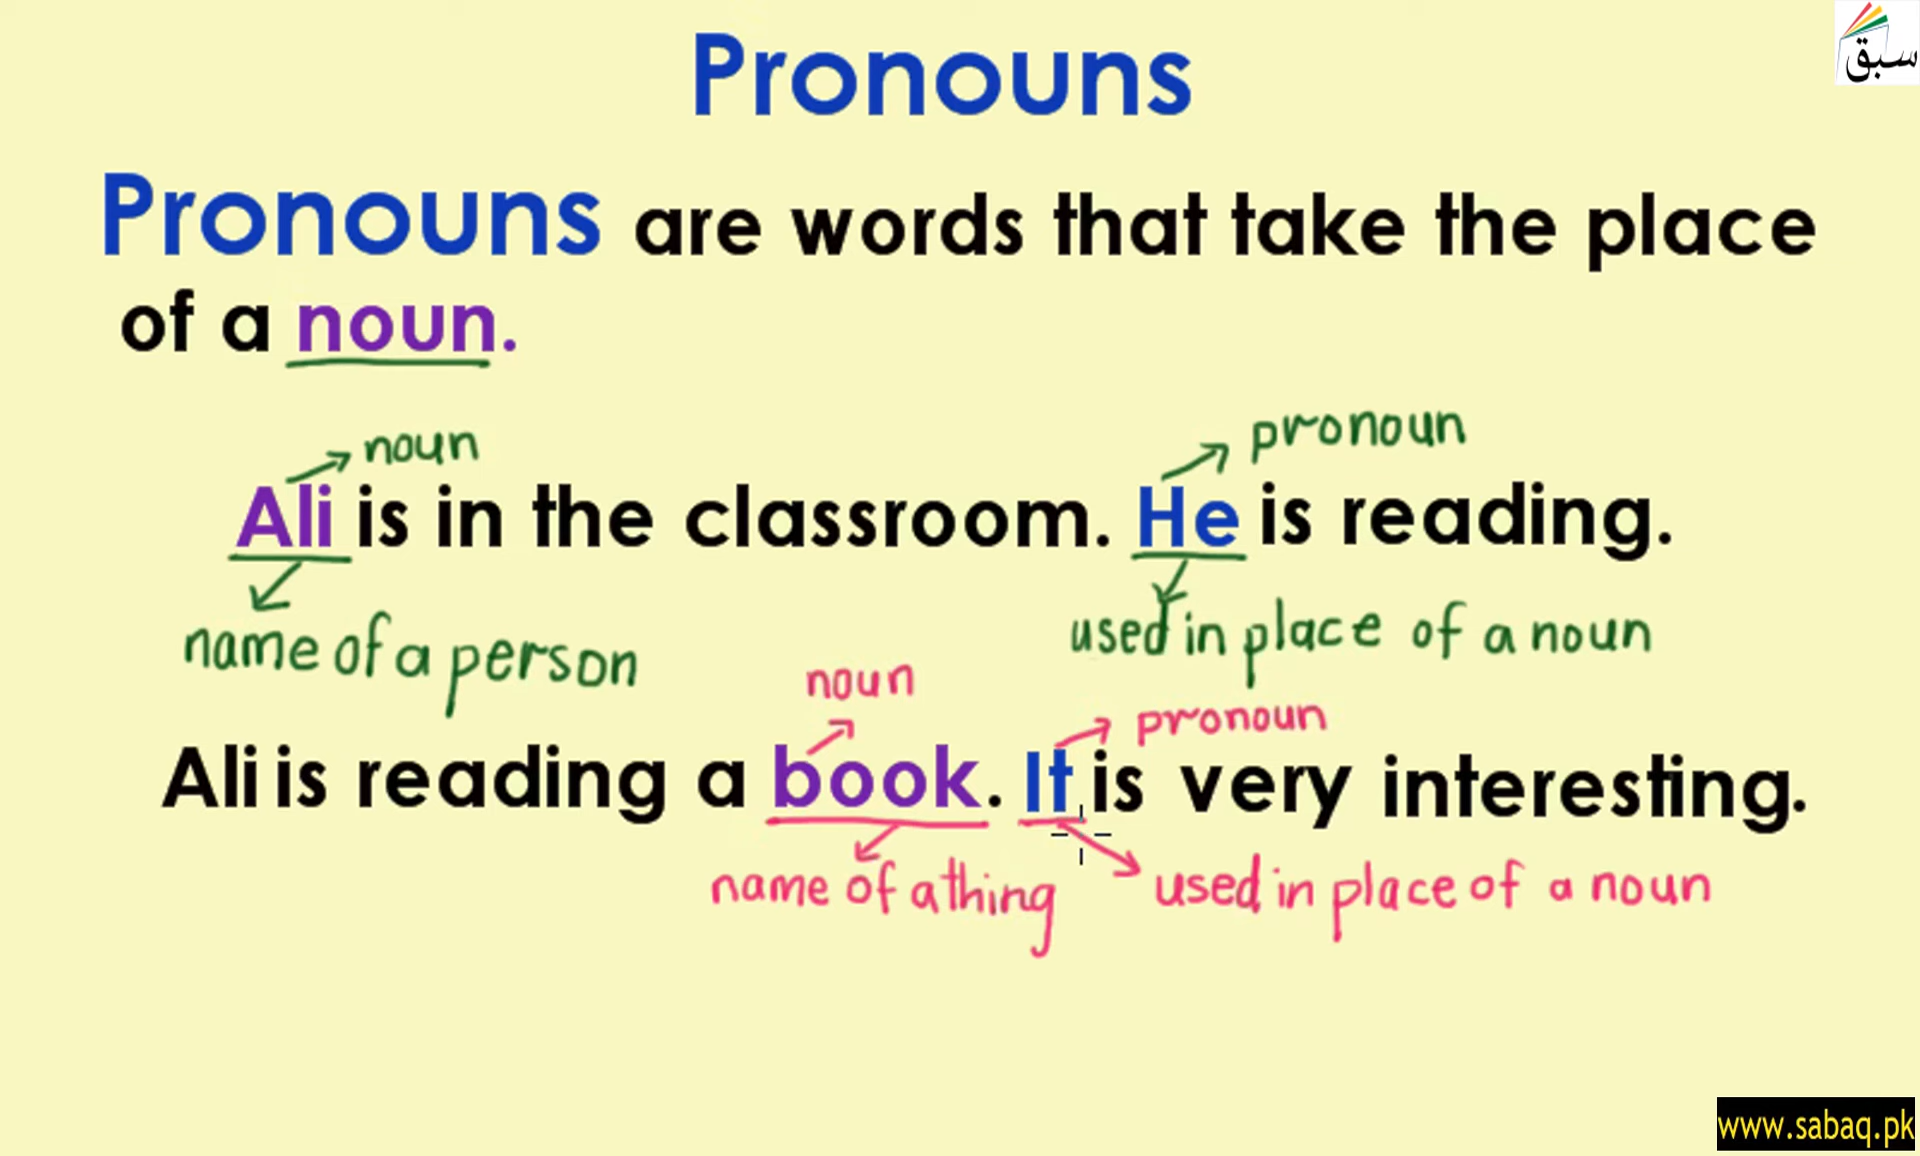 سبق
Pronouns
Pronouns are words that take the place
of a noun.
noun
pronoun
Ali is in the classroom. He is reading.
name of a person
used in place of a noun
noun
pronoun
Ali is reading a book. It is very interesting.
name of a thing
used in place of a noun
www.sabaq.pk